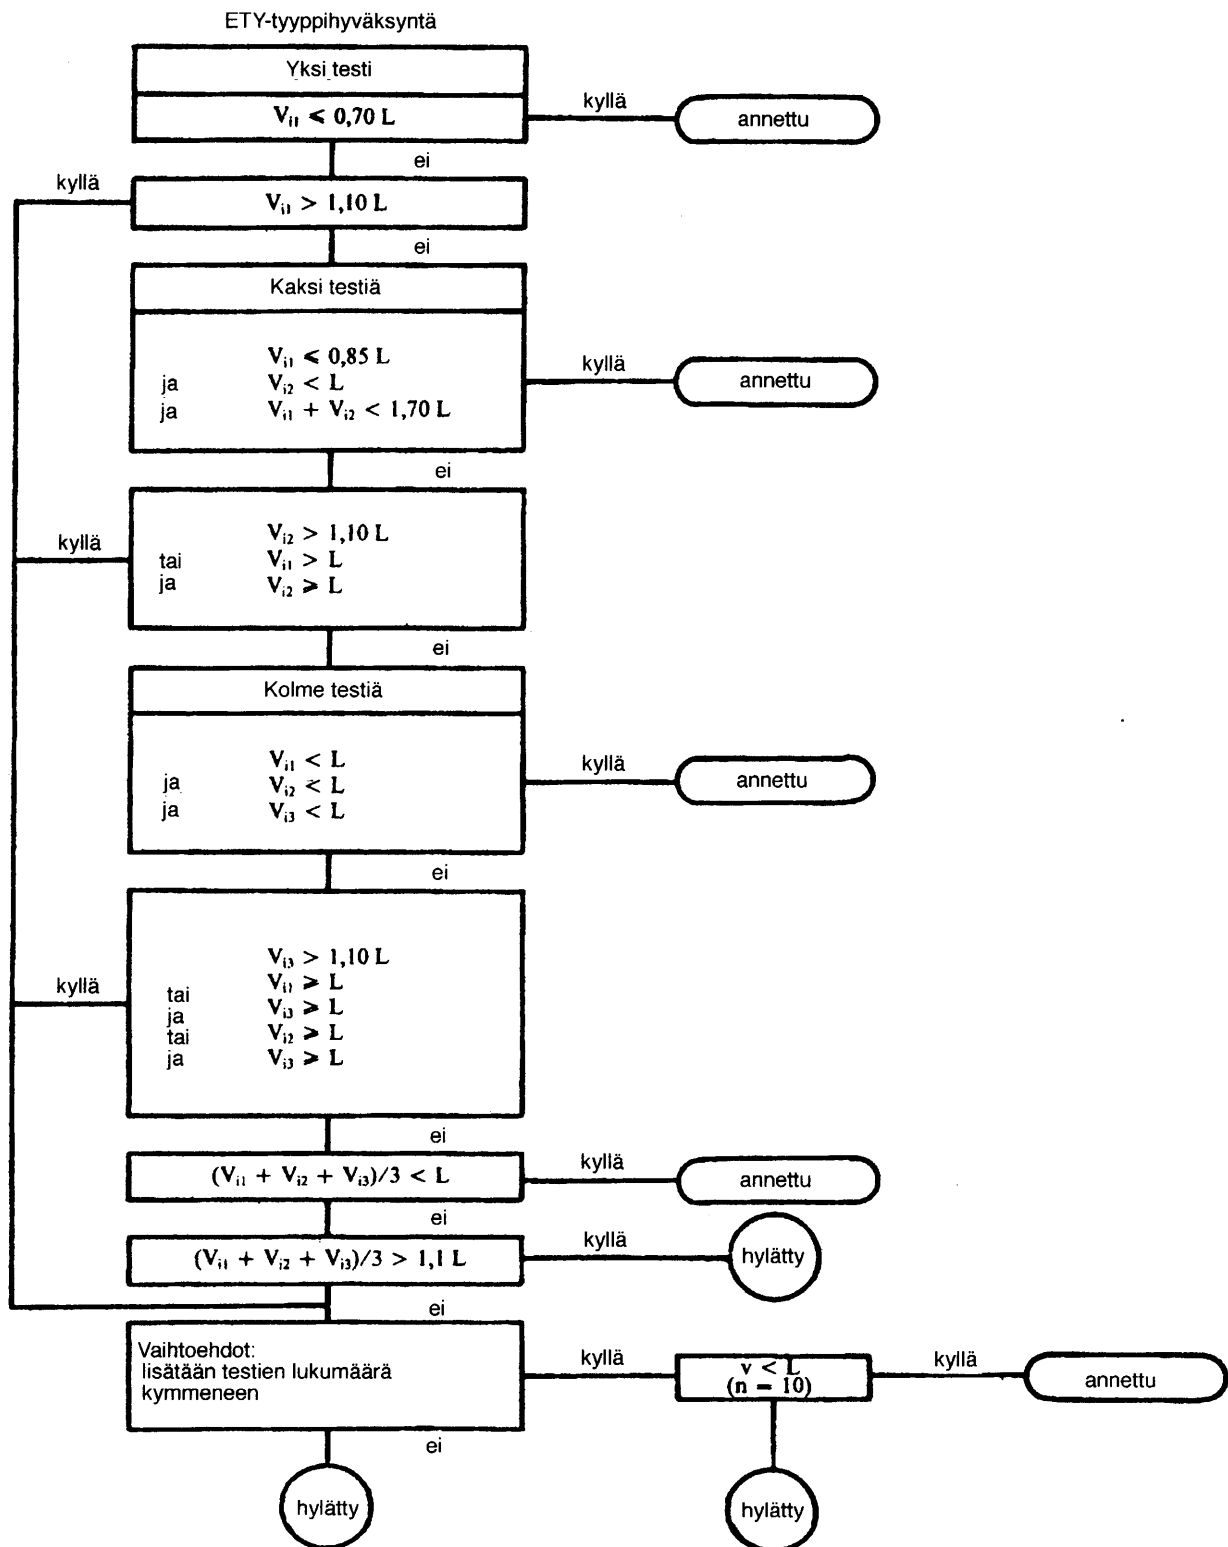 ETY-tyyppihyväksyntä
Yksi testi
V_i1 ⩽ 0,70 L
kyllä
annettu
ei
kyllä
V_i1 > 1,10 L
ei
Kaksi testiä
V_i1 ⩽ 0,85 L
ja V_i2 < L
ja V_i1 + V_i2 < 1,70 L
kyllä
annettu
ei
kyllä
V_i2 > 1,10 L
tai V_i1 > L
ja V_i2 ⩾ L
ei
Kolme testiä
V_i1 < L
ja V_i2 < L
ja V_i3 < L
kyllä
annettu
ei
kyllä
V_i3 > 1,10 L
tai V_i1 ⩾ L
ja V_i3 ⩾ L
tai V_i2 ⩾ L
ja V_i3 ⩾ L
ei
(V_i1 + V_i2 + V_i3)/3 < L
kyllä
annettu
ei
(V_i1 + V_i2 + V_i3)/3 > 1,1 L
kyllä
hylätty
ei
Vaihtoehdot:
lisätään testien lukumäärä
kymmeneen
kyllä
v < L
(n = 10)
kyllä
annettu
ei
hylätty
hylätty